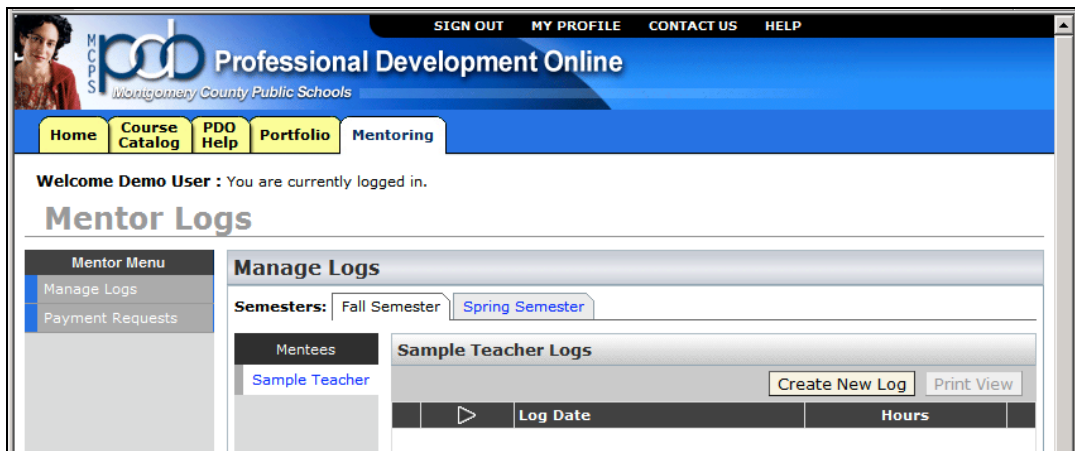 SIGN OUT MY PROFILE CONTACT US HELP
MCPS pdo Professional Development Online
Montgomery County Public Schools
Home Course Catalog PDO Help Portfolio Mentoring
Welcome Demo User : You are currently logged in.
Mentor Logs
Mentor Menu
Manage Logs
Payment Requests
Manage Logs
Semesters: Fall Semester Spring Semester
Mentees
Sample Teacher
Sample Teacher Logs
Create New Log Print View
Log Date Hours